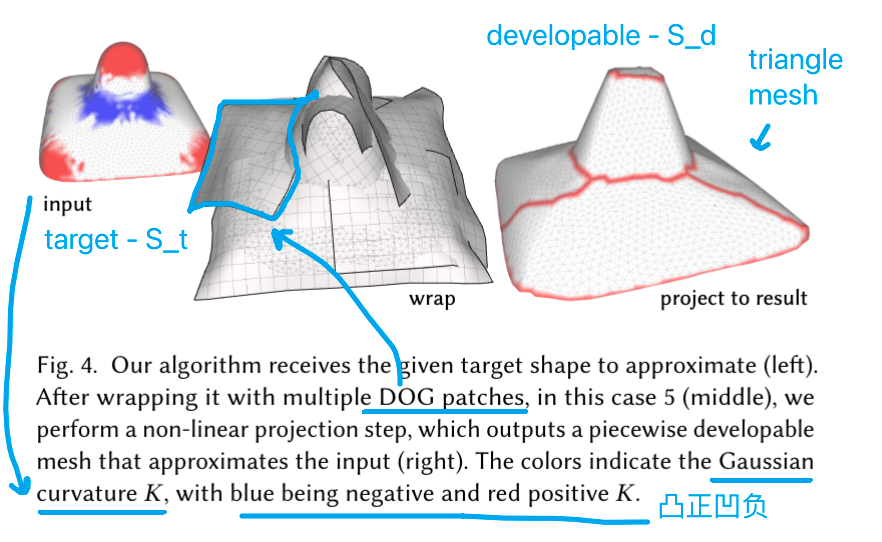 developable - S_d
triangle
mesh
input
target - S_t
wrap
project to result
Fig. 4. Our algorithm receives the given target shape to approximate (left).
After wrapping it with multiple DOG patches, in this case 5 (middle), we
perform a non-linear projection step, which outputs a piecewise developable
mesh that approximates the input (right). The colors indicate the Gaussian
curvature K, with blue being negative and red positive K.
凸正凹负